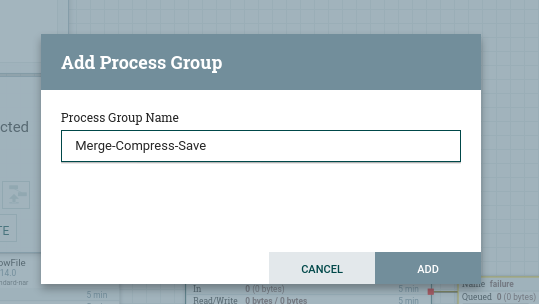 Add Process Group
Process Group Name
Merge-Compress-Save
CANCEL
ADD
cted
TE
owFile
14.0
ndard-nar
5 min
In 0 (0 bytes) 5 min
Read/Write 0 bytes / 0 bytes 5 min
Name failure
Queued 0 (0 bytes)